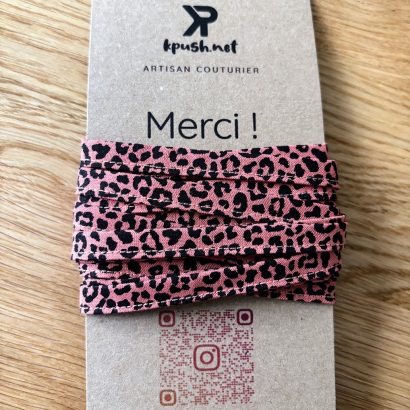 kpush.net
ARTISAN COUTURIER
Merci !